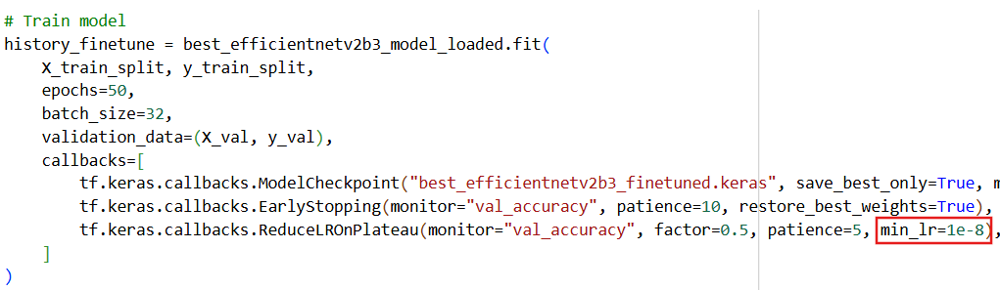 # Train model
history_finetune = best_efficientnetv2b3_model_loaded.fit(
    X_train_split, y_train_split,
    epochs=50,
    batch_size=32,
    validation_data=(X_val, y_val),
    callbacks=[
        tf.keras.callbacks.ModelCheckpoint("best_efficientnetv2b3_finetuned.keras", save_best_only=True, m
        tf.keras.callbacks.EarlyStopping(monitor="val_accuracy", patience=10, restore_best_weights=True),
        tf.keras.callbacks.ReduceLROnPlateau(monitor="val_accuracy", factor=0.5, patience=5, min_lr=1e-8),
    ]
)